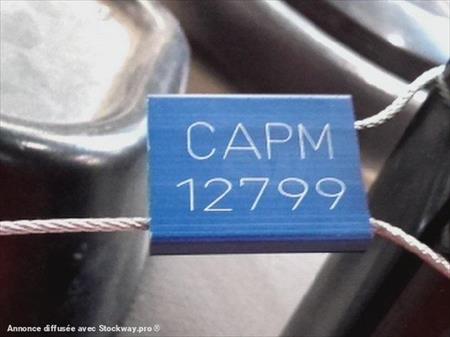 CAPM
12799
Annonce diffusée avec Stockway.pro ®